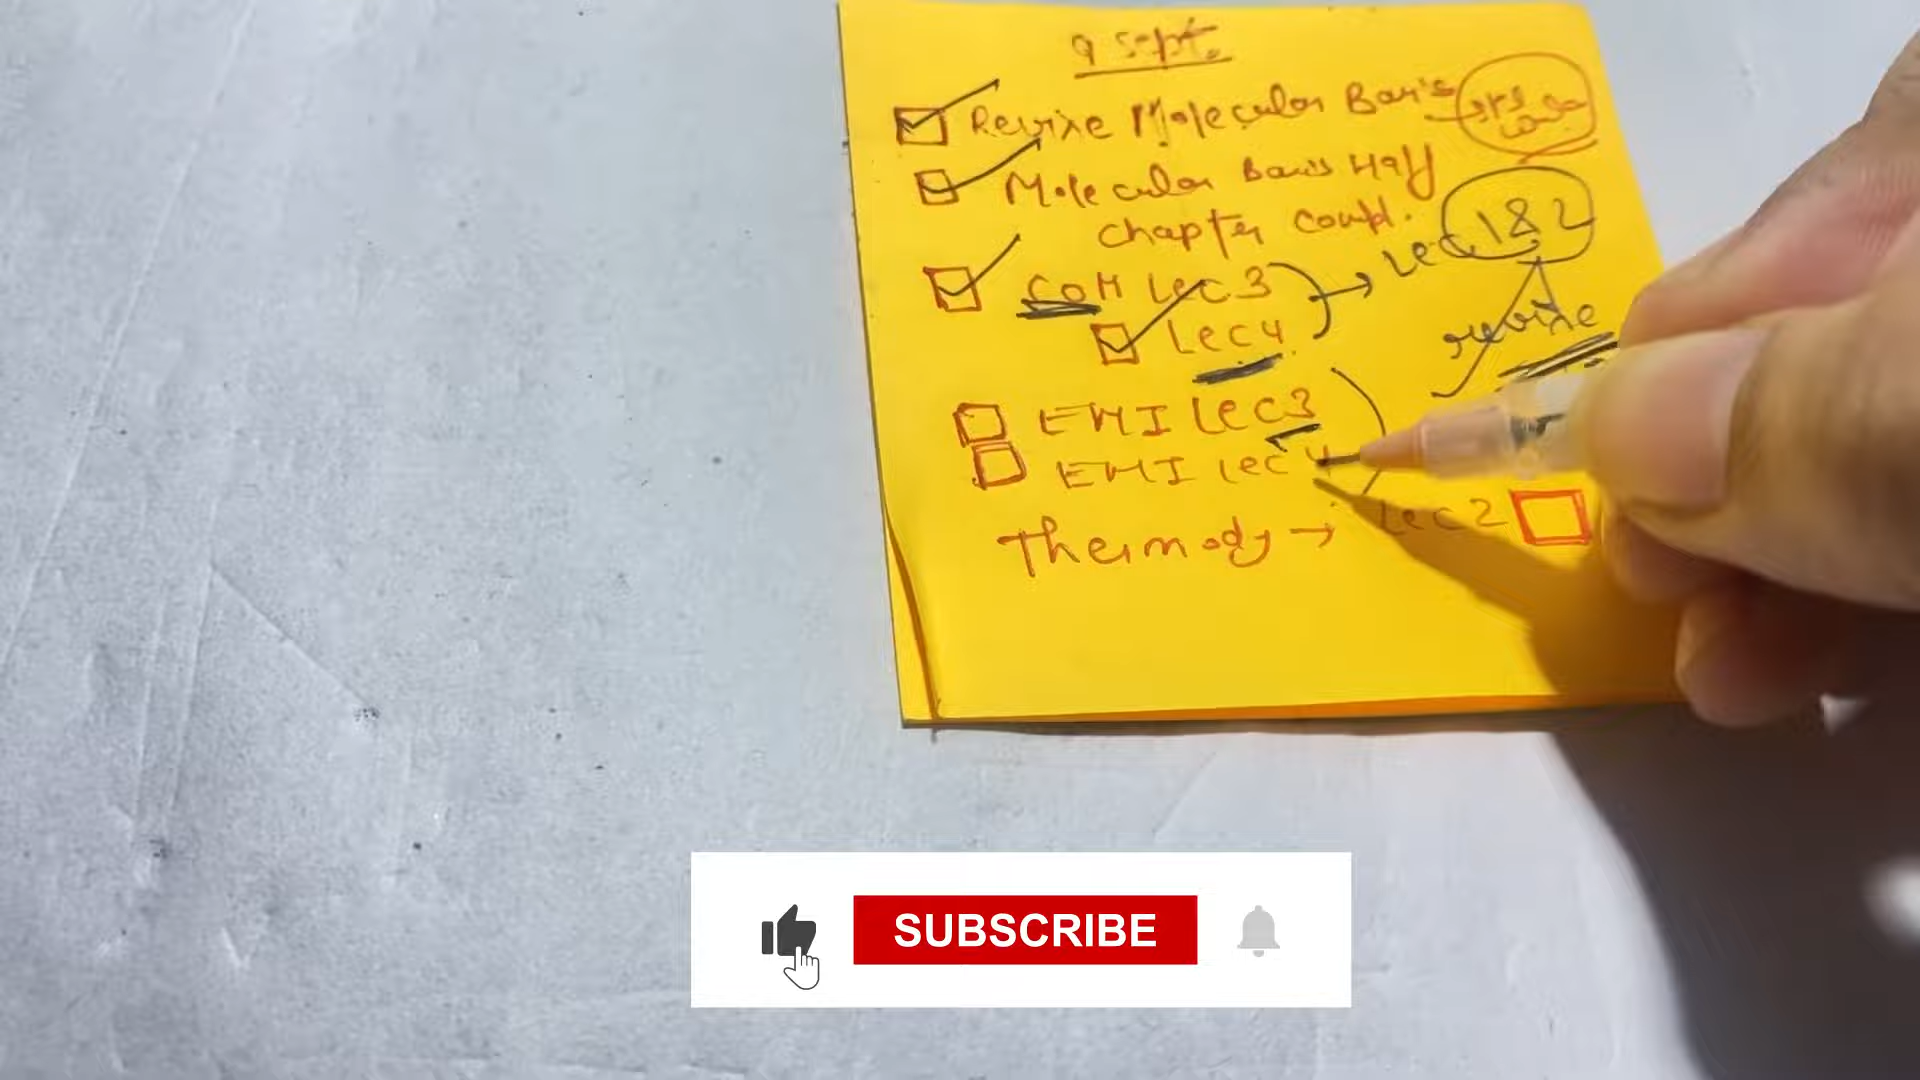 9 Sept.
Revise Molecular Basis
Molecular Basis Half
chapter compl.
COM Lec 3 → Lec 1&2
Lec 4
revise
EMI Lec 3
EMI Lec 4
Thermody → Lec 2
SUBSCRIBE